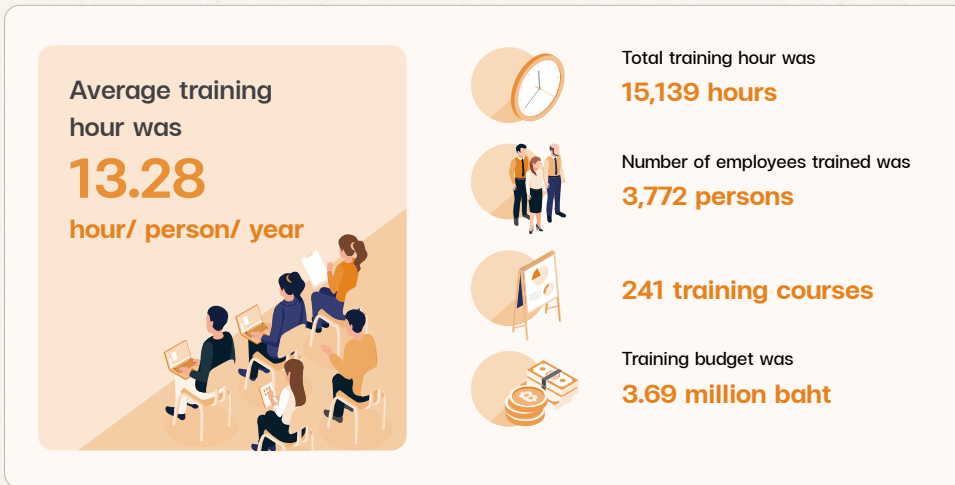 Average training
hour was
13.28
hour/ person/ year
Total training hour was
15,139 hours
Number of employees trained was
3,772 persons
241 training courses
Training budget was
3.69 million baht